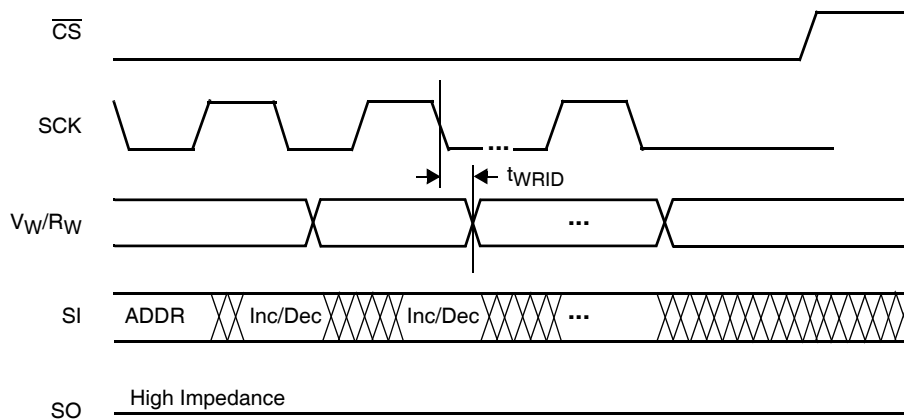 CS
SCK
...
tWRID
VW/RW
...
SI ADDR Inc/Dec Inc/Dec ...
SO High Impedance